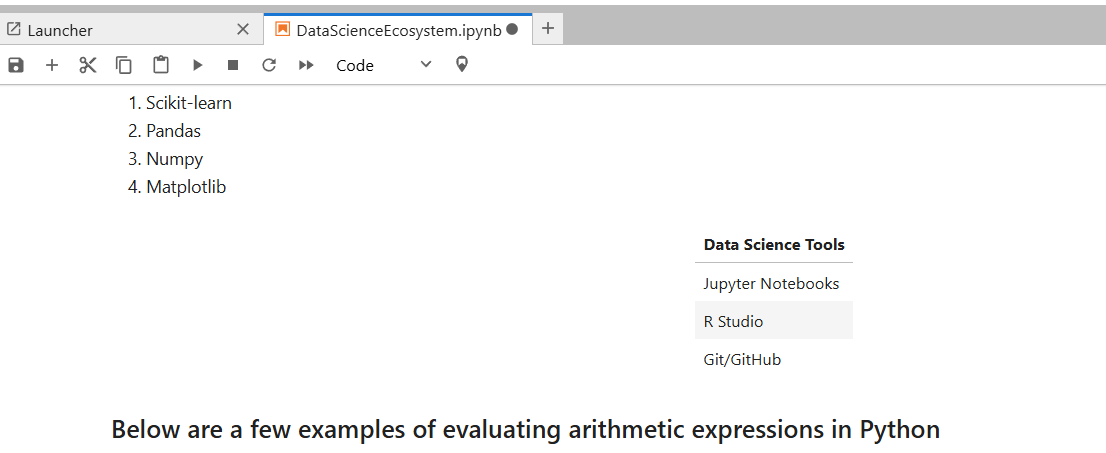 Launcher
DataScienceEcosystem.ipynb
Code
1. Scikit-learn
2. Pandas
3. Numpy
4. Matplotlib
Data Science Tools
Jupyter Notebooks
R Studio
Git/GitHub
Below are a few examples of evaluating arithmetic expressions in Python